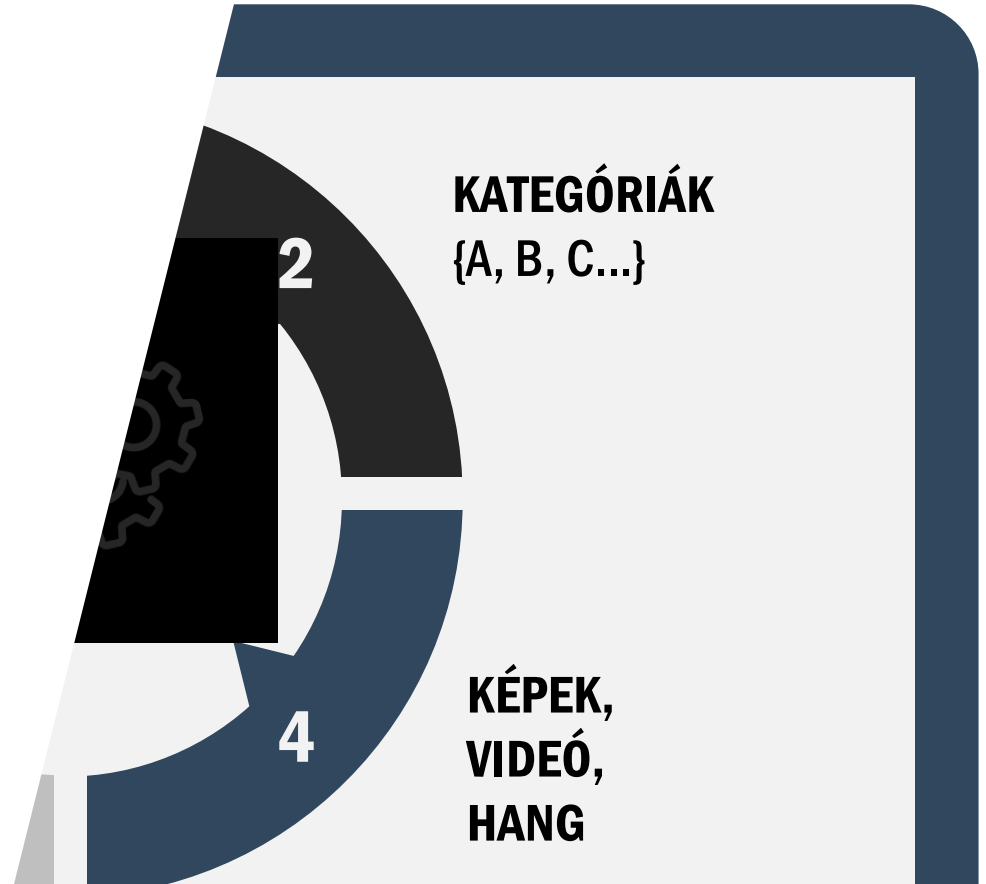 2
KATEGÓRIÁK
{A, B, C...}
4
KÉPEK,
VIDEÓ,
HANG